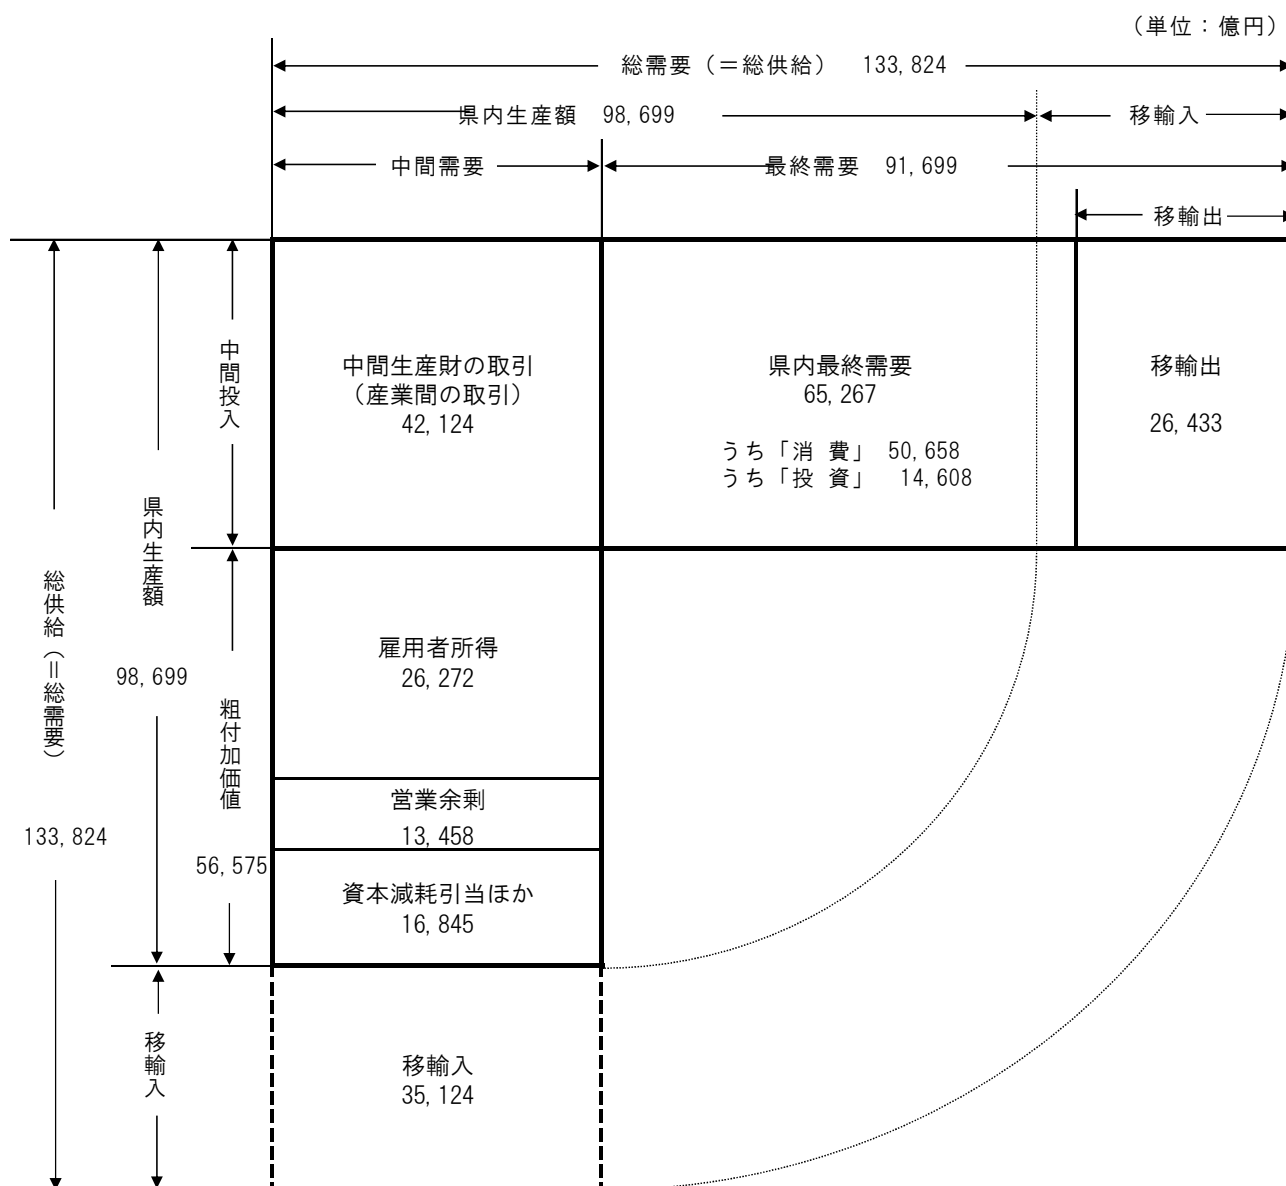 （単位：億円）
総需要（＝総供給） 133,824
県内生産額 98,699
移輸入
中間需要
最終需要 91,699
移輸出
中間投入
中間生産財の取引
（産業間の取引）
42,124
県内最終需要
65,267
うち「消 費」 50,658
うち「投 資」 14,608
移輸出
26,433
総供給（＝総需要）
133,824
県内生産額
98,699
粗付加価値
56,575
雇用者所得
26,272
営業余剰
13,458
資本減耗引当ほか
16,845
移輸入
移輸入
35,124